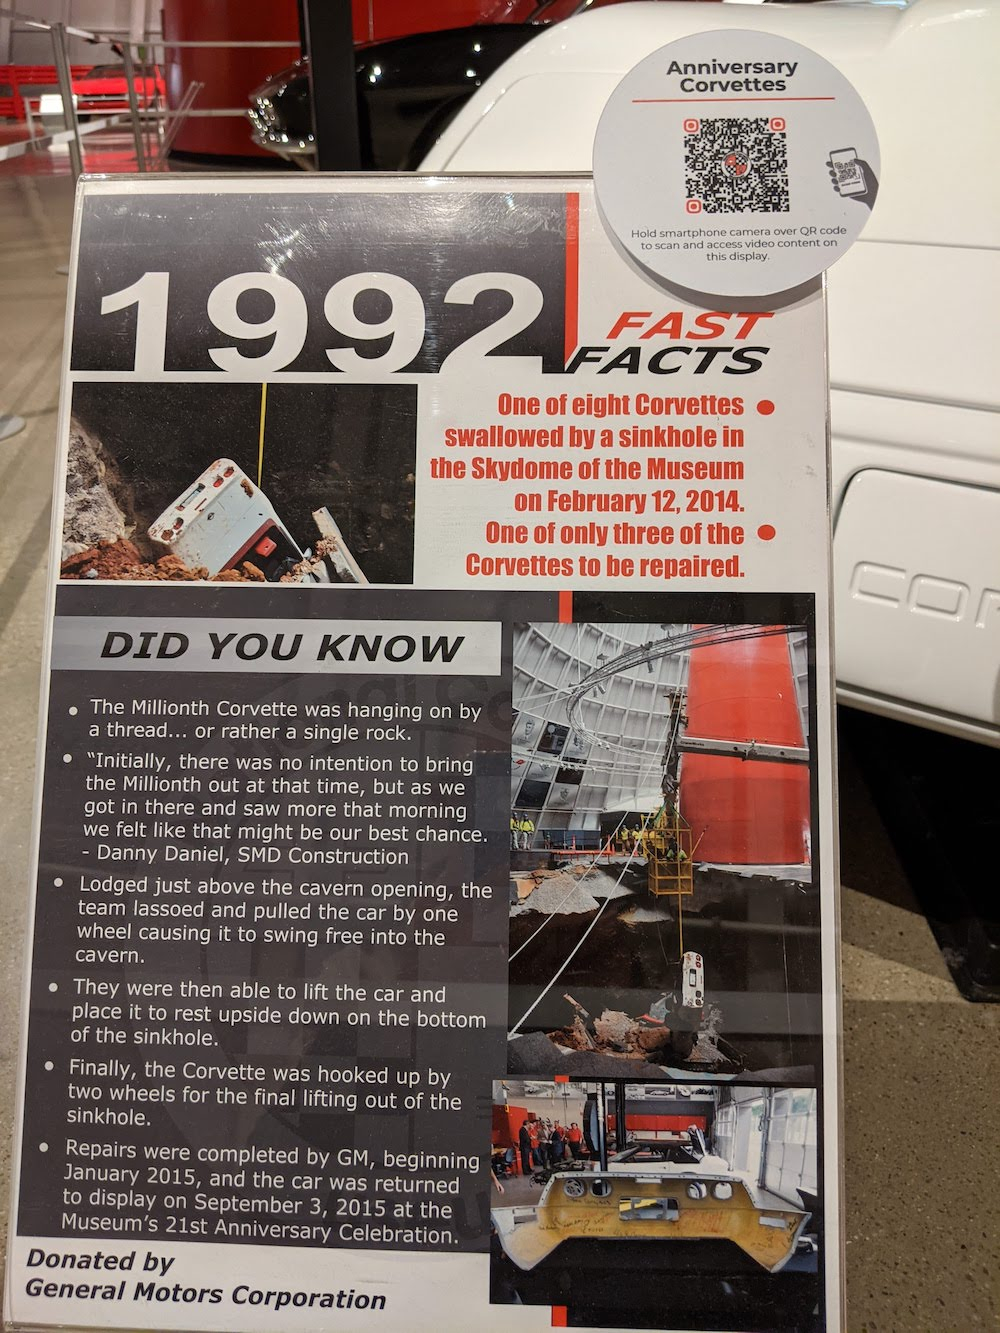 Anniversary
Corvettes
Hold smartphone camera over QR code
to scan and access video content on
this display.
1992
FAST
FACTS
One of eight Corvettes
swallowed by a sinkhole in
the Skydome of the Museum
on February 12, 2014.
One of only three of the
Corvettes to be repaired.
DID YOU KNOW
• The Millionth Corvette was hanging on by
a thread... or rather a single rock.
• “Initially, there was no intention to bring
the Millionth out at that time, but as we
got in there and saw more that morning
we felt like that might be our best chance.
- Danny Daniel, SMD Construction
• Lodged just above the cavern opening, the
team lassoed and pulled the car by one
wheel causing it to swing free into the
cavern.
• They were then able to lift the car and
place it to rest upside down on the bottom
of the sinkhole.
• Finally, the Corvette was hooked up by
two wheels for the final lifting out of the
sinkhole.
• Repairs were completed by GM, beginning
January 2015, and the car was returned
to display on September 3, 2015 at the
Museum's 21st Anniversary Celebration.
Donated by
General Motors Corporation
COR